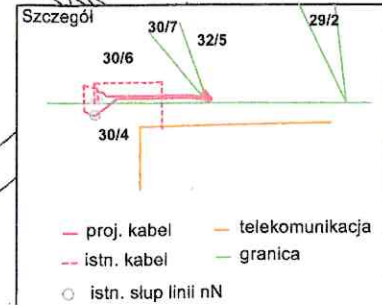 Szczegół
30/7
29/2
32/5
30/6
30/4
proj. kabel
telekomunikacja
istn. kabel
granica
istn. słup linii nN